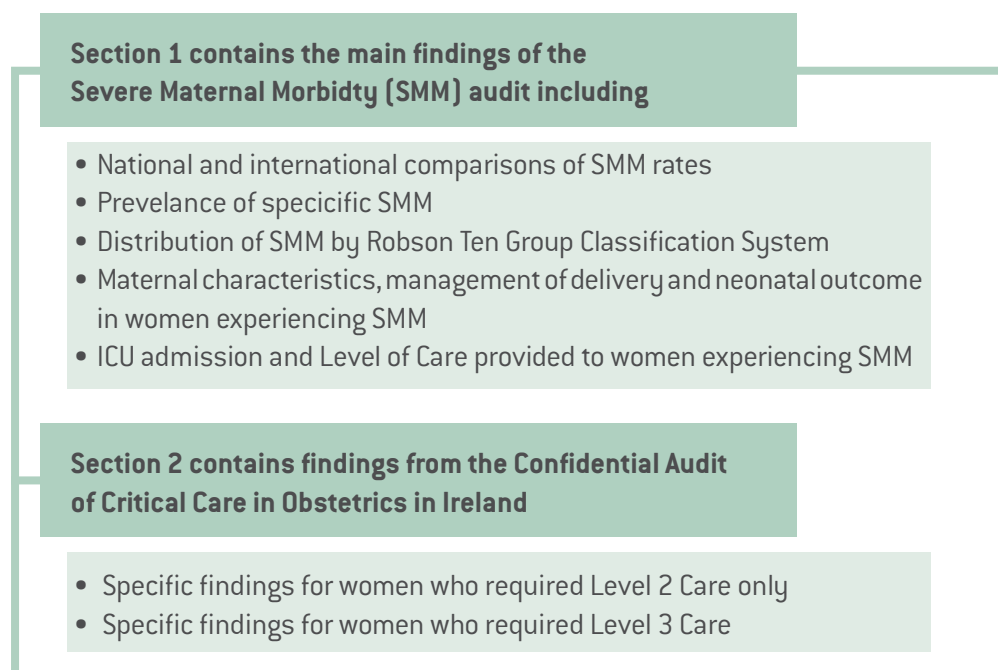 Section 1 contains the main findings of the
Severe Maternal Morbidty (SMM) audit including
• National and international comparisons of SMM rates
• Prevelance of specicific SMM
• Distribution of SMM by Robson Ten Group Classification System
• Maternal characteristics, management of delivery and neonatal outcome
in women experiencing SMM
• ICU admission and Level of Care provided to women experiencing SMM
Section 2 contains findings from the Confidential Audit
of Critical Care in Obstetrics in Ireland
• Specific findings for women who required Level 2 Care only
• Specific findings for women who required Level 3 Care